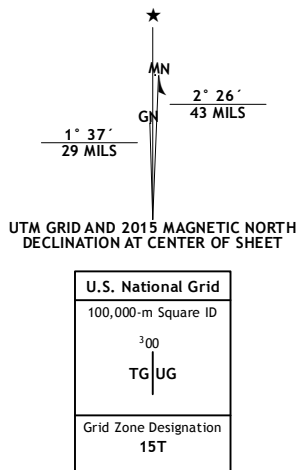 ★
MN
GN
2° 26´
43 MILS
1° 37´
29 MILS
UTM GRID AND 2015 MAGNETIC NORTH
DECLINATION AT CENTER OF SHEET
U.S. National Grid
100,000-m Square ID
³00
TG UG
Grid Zone Designation
15T